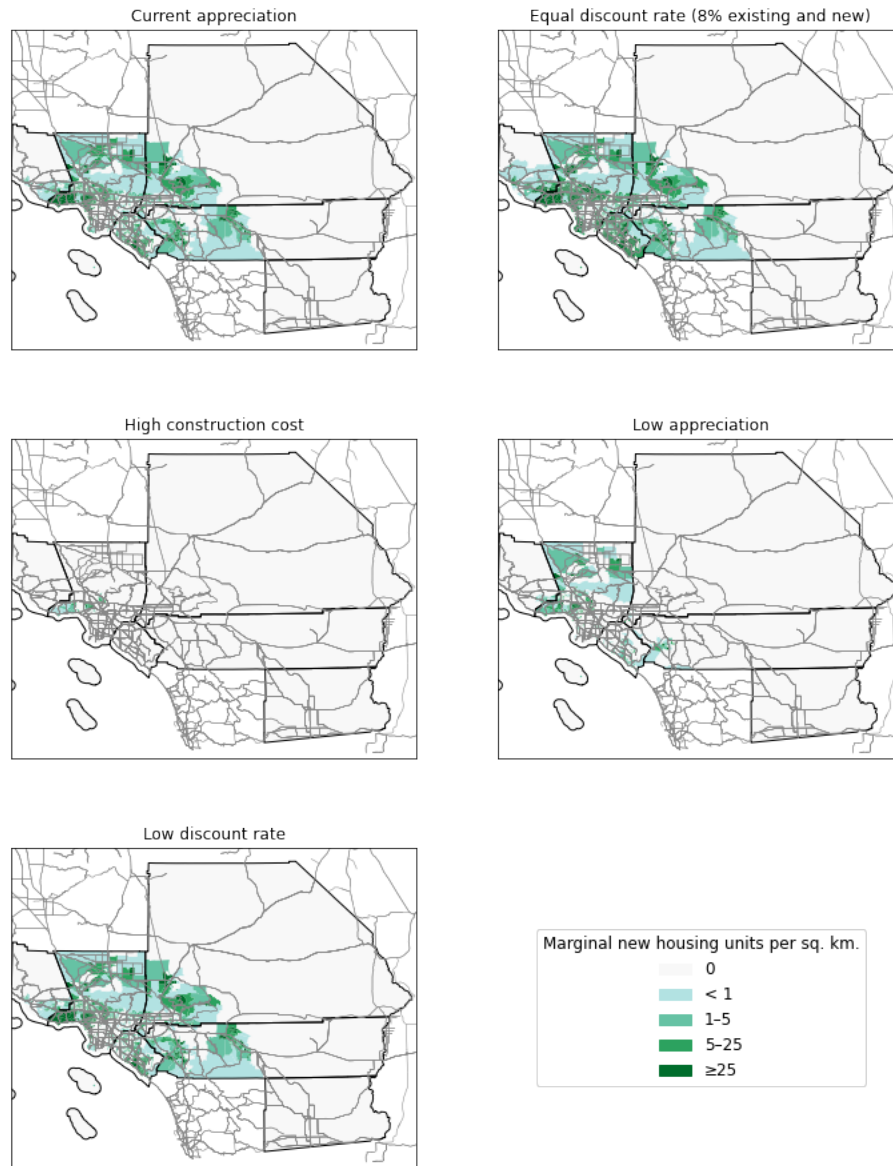 Current appreciation
Equal discount rate (8% existing and new)
High construction cost
Low appreciation
Low discount rate
Marginal new housing units per sq. km.
0
< 1
1–5
5–25
≥25